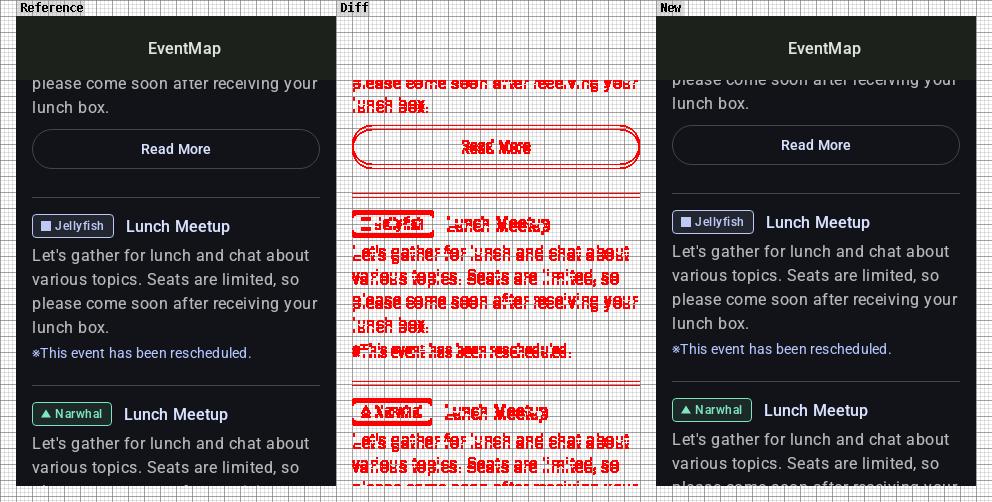 Reference
Diff
New
EventMap
please come soon after receiving your
lunch box.
Read More
Jellyfish
Lunch Meetup
Let's gather for lunch and chat about
various topics. Seats are limited, so
please come soon after receiving your
lunch box.
※This event has been rescheduled.
Narwhal
Lunch Meetup
Let's gather for lunch and chat about
various topics. Seats are limited, so
please come soon after receiving your
lunch box.
Read More
Lunch Meetup
Let's gather for lunch and chat about
various topics. Seats are limited, so
please come soon after receiving your
lunch box.
※This event has been rescheduled.
Lunch Meetup
Let's gather for lunch and chat about
various topics. Seats are limited, so
EventMap
please come soon after receiving your
lunch box.
Read More
Jellyfish
Lunch Meetup
Let's gather for lunch and chat about
various topics. Seats are limited, so
please come soon after receiving your
lunch box.
※This event has been rescheduled.
Narwhal
Lunch Meetup
Let's gather for lunch and chat about
various topics. Seats are limited, so